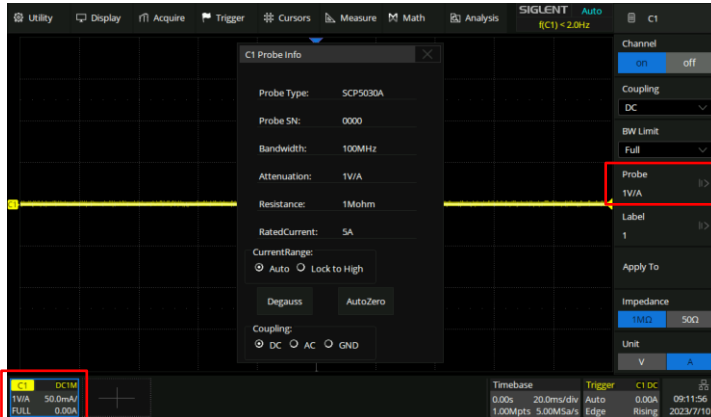 Utility Display Acquire Trigger Cursors Measure Math Analysis SIGLENT Auto C1
f(C1) < 2.0Hz
Channel
on off
Coupling
DC
BW Limit
Full
Probe
1V/A
Label
1
Apply To
Impedance
1MΩ 50Ω
Unit
V A
C1 Probe Info
Probe Type: SCP5030A
Probe SN: 0000
Bandwidth: 100MHz
Attenuation: 1V/A
Resistance: 1Mohm
RatedCurrent: 5A
CurrentRange:
Auto Lock to High
Degauss AutoZero
Coupling:
DC AC GND
C1
C1 DC1M
1V/A 50.0mA/
FULL 0.00A
Timebase
0.00s 20.0ms/div
1.00Mpts 5.00MSa/s
Trigger C1 DC
Auto 0.00A
Edge Rising
09:11:56
2023/7/10